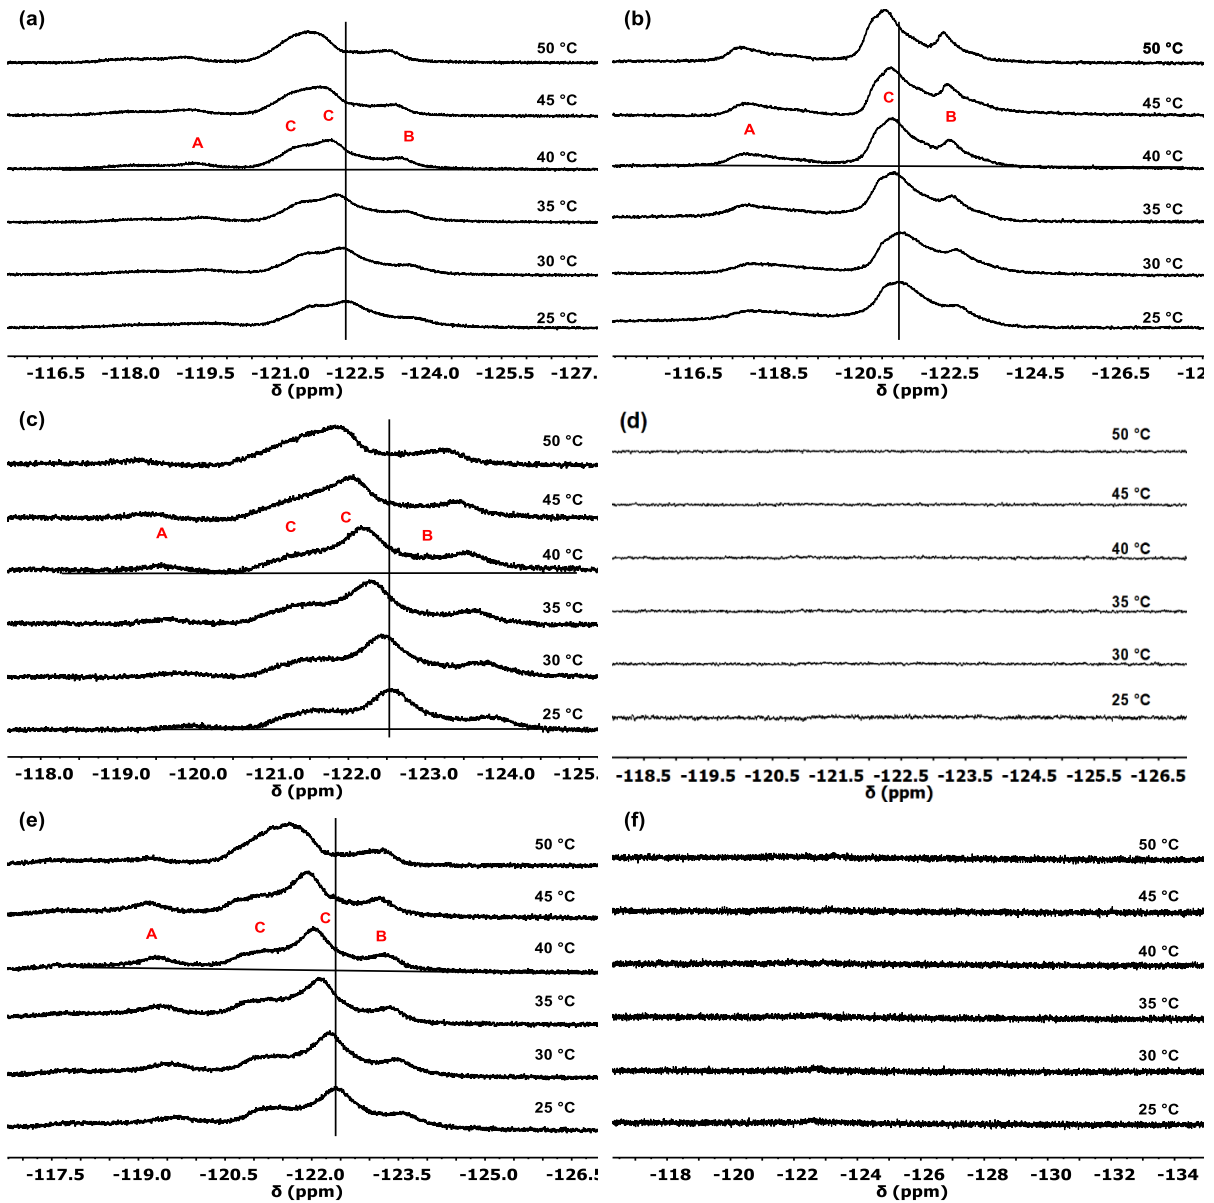 (a)
50 °C
45 °C
C
C
B
A
40 °C
35 °C
30 °C
25 °C
-116.5 -118.0 -119.5 -121.0 -122.5 -124.0 -125.5 -127.
δ (ppm)
(b)
50 °C
45 °C
C
B
A
40 °C
35 °C
30 °C
25 °C
-116.5 -118.5 -120.5 -122.5 -124.5 -126.5 -12
δ (ppm)
(c)
50 °C
45 °C
C
C
A
B
40 °C
35 °C
30 °C
25 °C
-118.0 -119.0 -120.0 -121.0 -122.0 -123.0 -124.0 -125.
δ (ppm)
(d)
50 °C
45 °C
40 °C
35 °C
30 °C
25 °C
-118.5 -119.5 -120.5 -121.5 -122.5 -123.5 -124.5 -125.5 -126.5
δ (ppm)
(e)
50 °C
45 °C
C
C
A
B
40 °C
35 °C
30 °C
25 °C
-117.5 -119.0 -120.5 -122.0 -123.5 -125.0 -126.5
δ (ppm)
(f)
50 °C
45 °C
40 °C
35 °C
30 °C
25 °C
-118 -120 -122 -124 -126 -128 -130 -132 -134
δ (ppm)